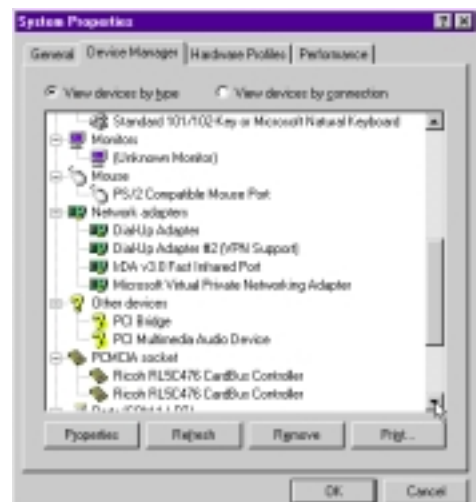 System Properties
General Device Manager Hardware Profiles Performance
View devices by type View devices by connection
Standard 101/102-Key or Microsoft Natural Keyboard
Monitors
(Unknown Monitor)
Mouse
PS/2 Compatible Mouse Port
Network adapters
Dial-Up Adapter
Dial-Up Adapter #2 (VPN Support)
IrDA v3.0 Fast Infrared Port
Microsoft Virtual Private Networking Adapter
Other devices
PCI Bridge
PCI Multimedia Audio Device
PCMCIA socket
Ricoh RL5C476 CardBus Controller
Ricoh RL5C476 CardBus Controller
Properties Refresh Remove Print...
OK Cancel